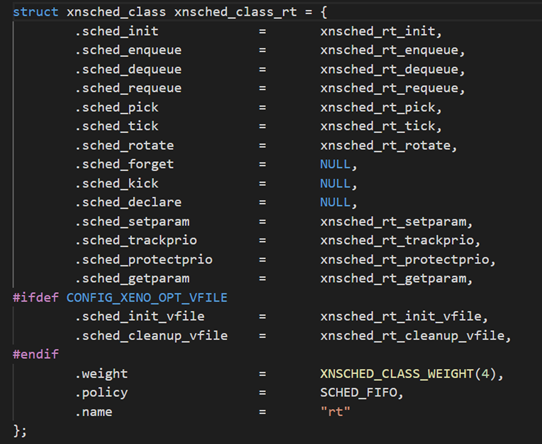 struct xnsched_class xnsched_class_rt = {
        .sched_init             =       xnsched_rt_init,
        .sched_enqueue          =       xnsched_rt_enqueue,
        .sched_dequeue          =       xnsched_rt_dequeue,
        .sched_requeue          =       xnsched_rt_requeue,
        .sched_pick             =       xnsched_rt_pick,
        .sched_tick             =       xnsched_rt_tick,
        .sched_rotate           =       xnsched_rt_rotate,
        .sched_forget           =       NULL,
        .sched_kick             =       NULL,
        .sched_declare          =       NULL,
        .sched_setparam         =       xnsched_rt_setparam,
        .sched_trackprio        =       xnsched_rt_trackprio,
        .sched_protectprio      =       xnsched_rt_protectprio,
        .sched_getparam         =       xnsched_rt_getparam,
#ifdef CONFIG_XENO_OPT_VFILE
        .sched_init_vfile       =       xnsched_rt_init_vfile,
        .sched_cleanup_vfile    =       xnsched_rt_cleanup_vfile,
#endif
        .weight                 =       XNSCHED_CLASS_WEIGHT(4),
        .policy                 =       SCHED_FIFO,
        .name                   =       "rt"
};